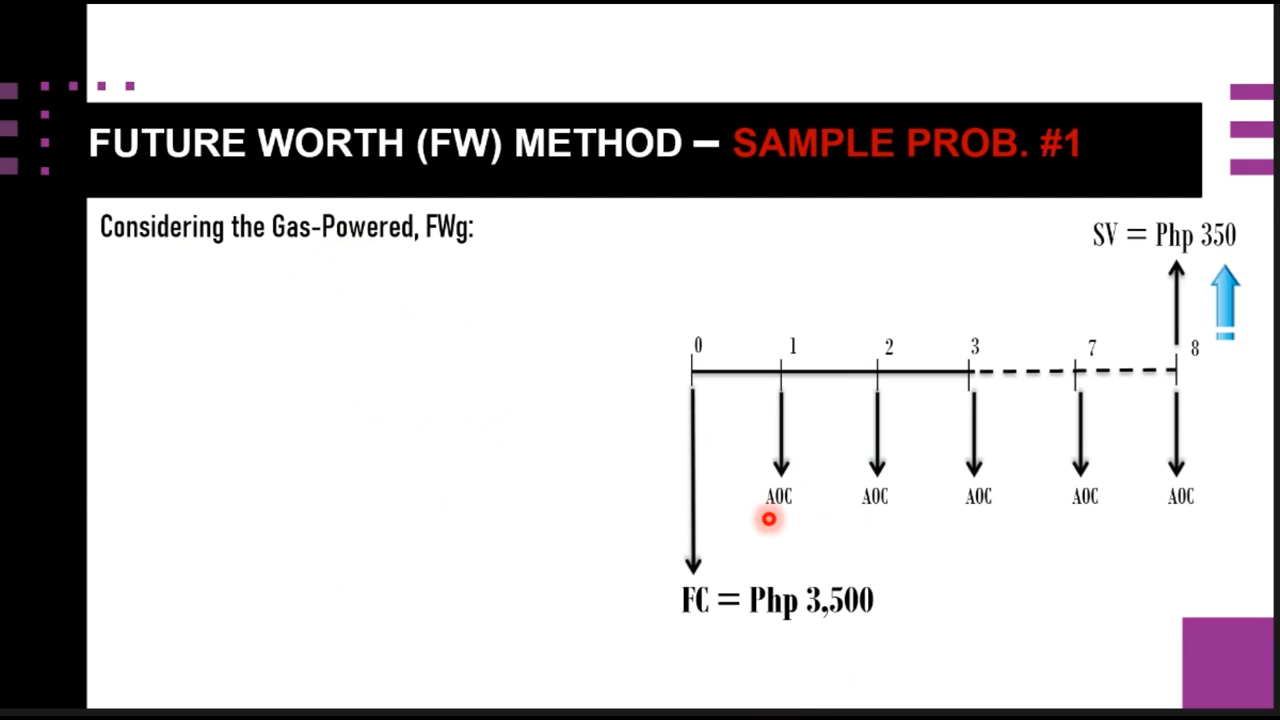 FUTURE WORTH (FW) METHOD – SAMPLE PROB. #1
Considering the Gas-Powered, FWg:
SV = Php 350
0 1 2 3 7 8
AOC AOC AOC AOC AOC
FC = Php 3,500